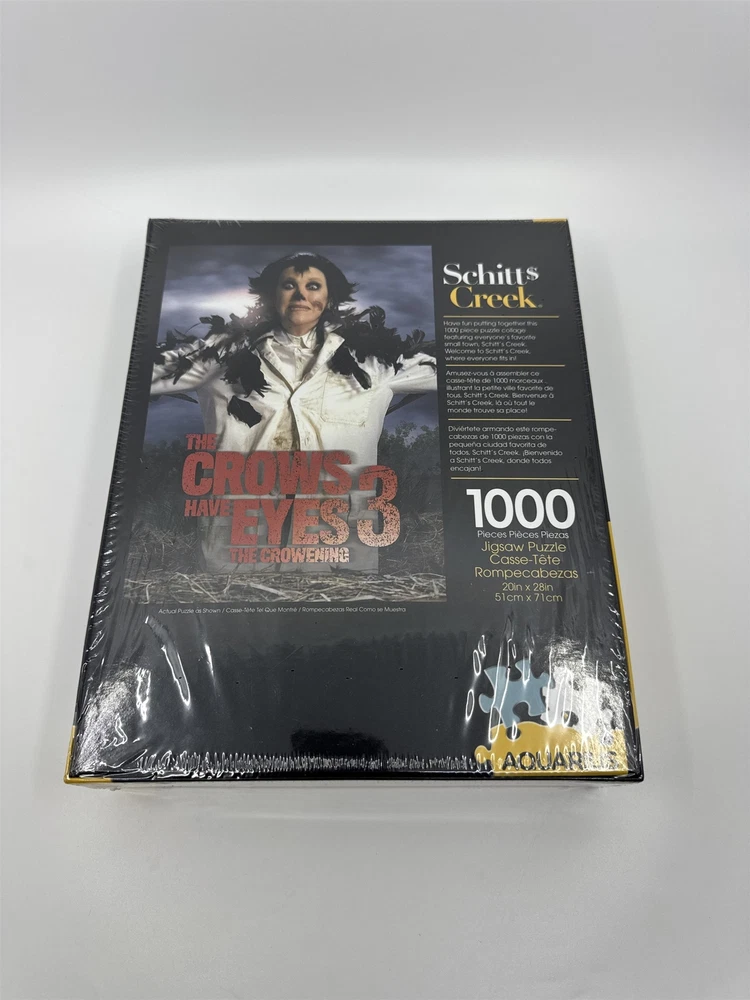 Schitt$
Creek
Have fun putting together this
1000 piece puzzle collage
featuring everyone's favorite
small town, Schitt's Creek.
Welcome to Schitt's Creek,
where everyone fits in!
Amusez-vous à assembler ce
casse-tête de 1000 morceaux
illustrant la petite ville favorite de
tous, Schitt's Creek. Bienvenue à
Schitt's Creek, là où tout le
monde trouve sa place!
Diviértete armando este rompe-
cabezas de 1000 piezas con la
pequeña ciudad favorita de
todos, Schitt's Creek. ¡Bienvenido
a Schitt's Creek, donde todos
encajan!
THE
CROWS
HAVE EYES 3
THE CROWENING
1000
Pieces Pièces Piezas
Jigsaw Puzzle
Casse-Tête
Rompecabezas
20in x 28in
51cm x 71cm
Actual Puzzle as Shown / Casse-Tête Tel Que Montré / Rompecabezas Real Como se Muestra
AQUARIUS